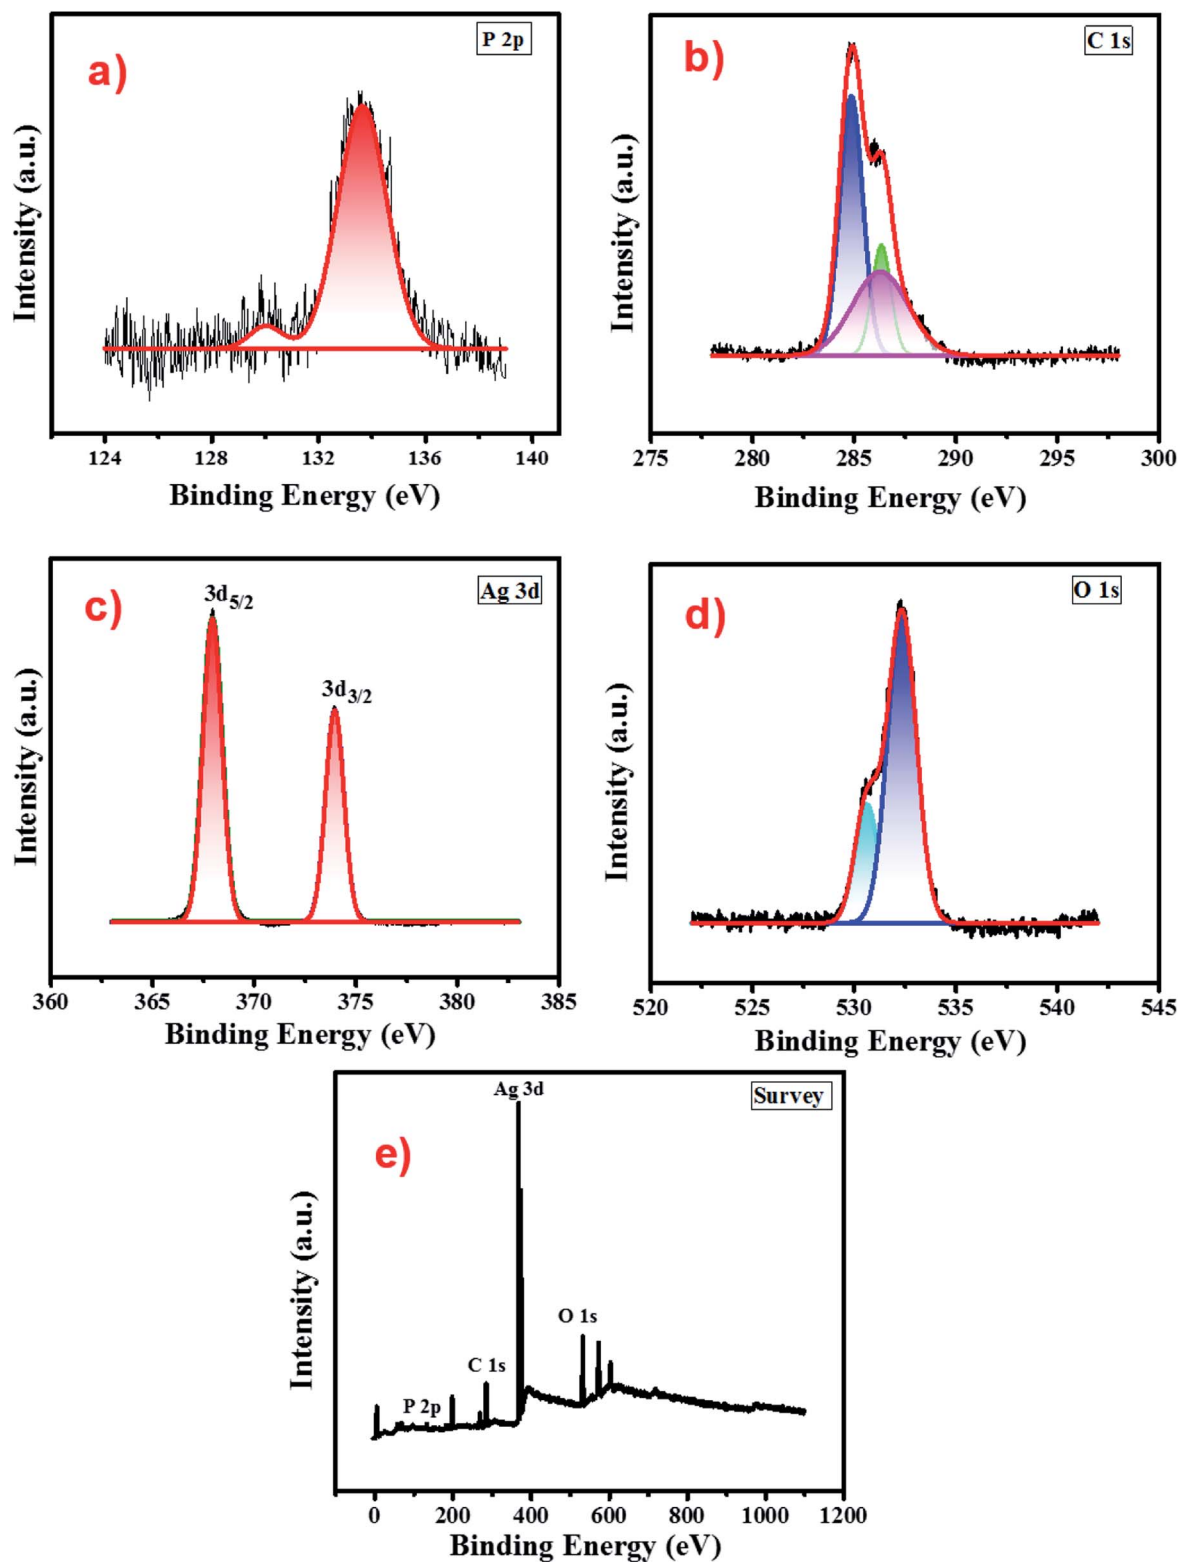 P 2p
a)
Intensity (a.u.)
124 128 132 136 140
Binding Energy (eV)
C 1s
b)
Intensity (a.u.)
275 280 285 290 295 300
Binding Energy (eV)
Ag 3d
c)
3d5/2
3d3/2
Intensity (a.u.)
360 365 370 375 380 385
Binding Energy (eV)
O 1s
d)
Intensity (a.u.)
520 525 530 535 540 545
Binding Energy (eV)
Survey
Ag 3d
e)
O 1s
C 1s
P 2p
Intensity (a.u.)
0 200 400 600 800 1000 1200
Binding Energy (eV)